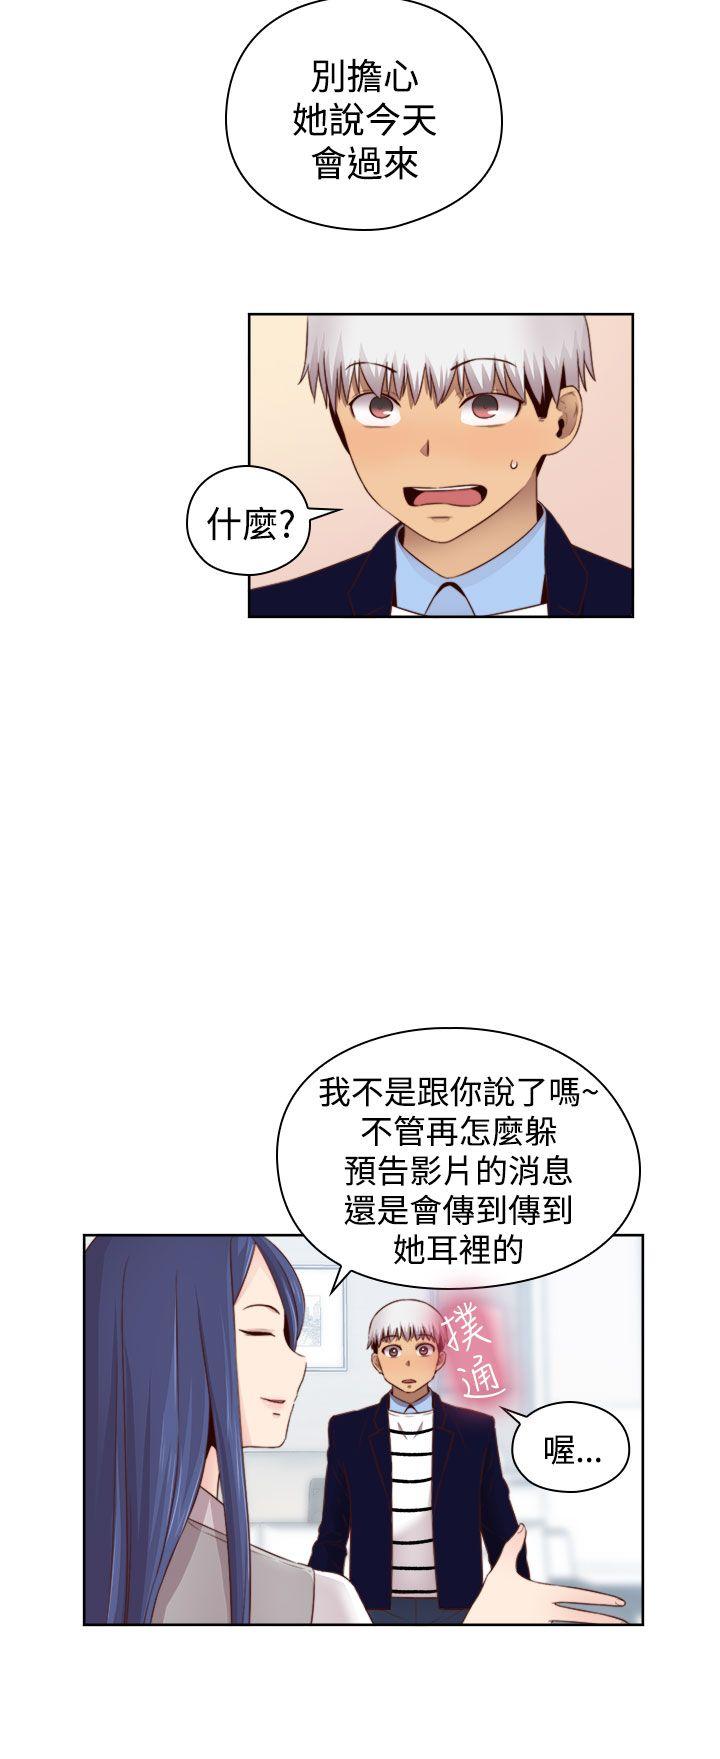 別擔心
她說今天
會過來
什麼?
我不是跟你說了嗎~
不管再怎麼躲
預告影片的消息
還是會傳到傳到
她耳裡的
撲
通
喔...